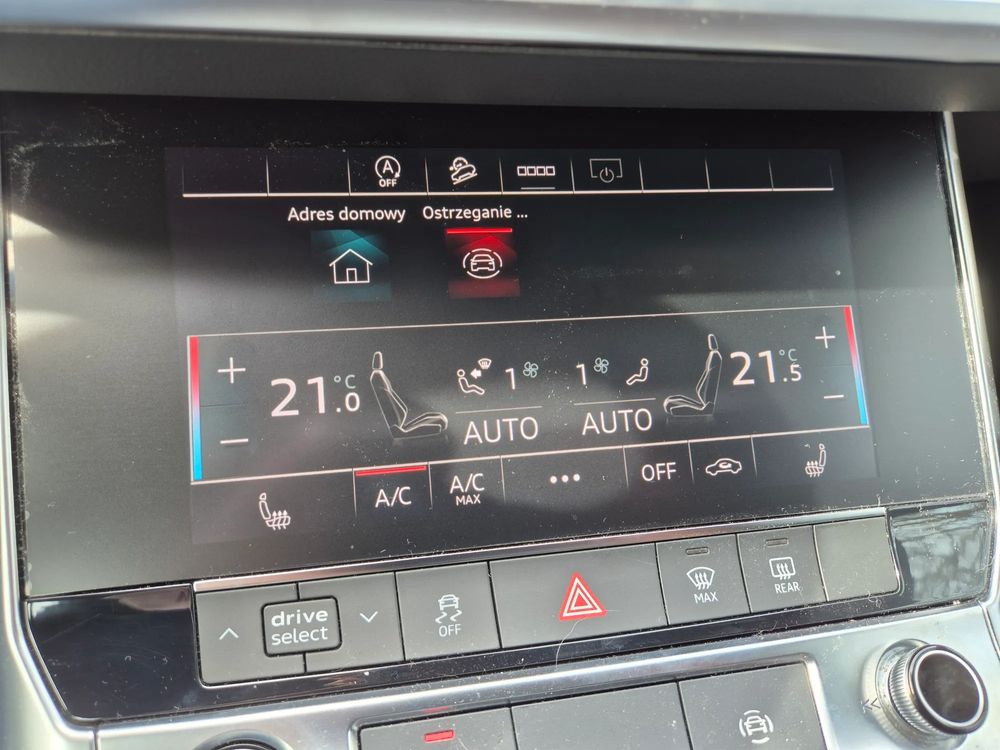 A
OFF
Adres domowy Ostrzeganie ...
+ 21.0 °C 1 1 21.5 °C +
− AUTO AUTO −
A/C A/C MAX ••• OFF
drive select OFF MAX REAR